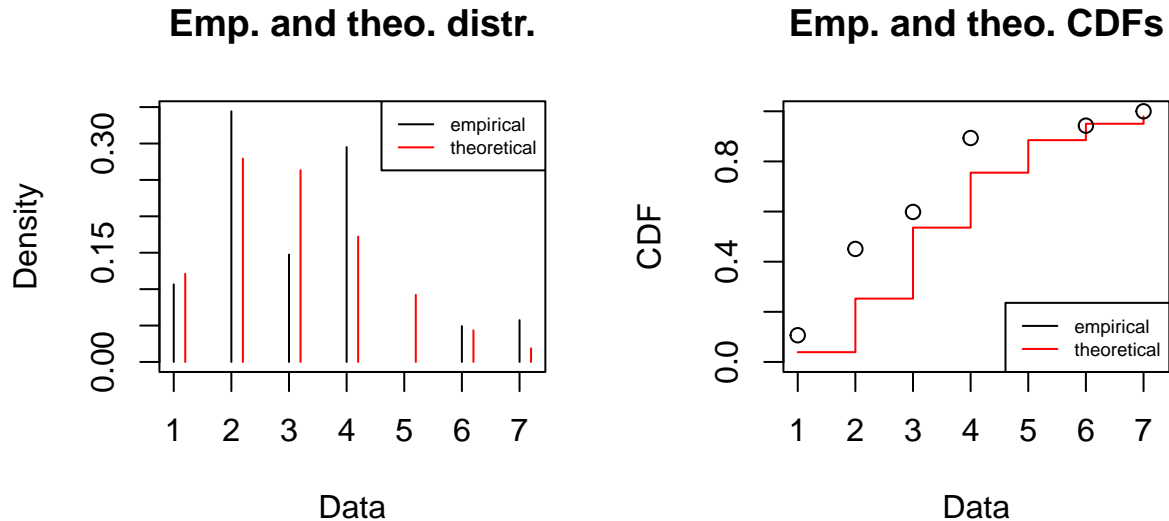 Emp. and theo. distr.
Density
0.00 0.15 0.30
empirical
theoretical
1 2 3 4 5 6 7
Data
Emp. and theo. CDFs
CDF
0.0 0.4 0.8
empirical
theoretical
1 2 3 4 5 6 7
Data